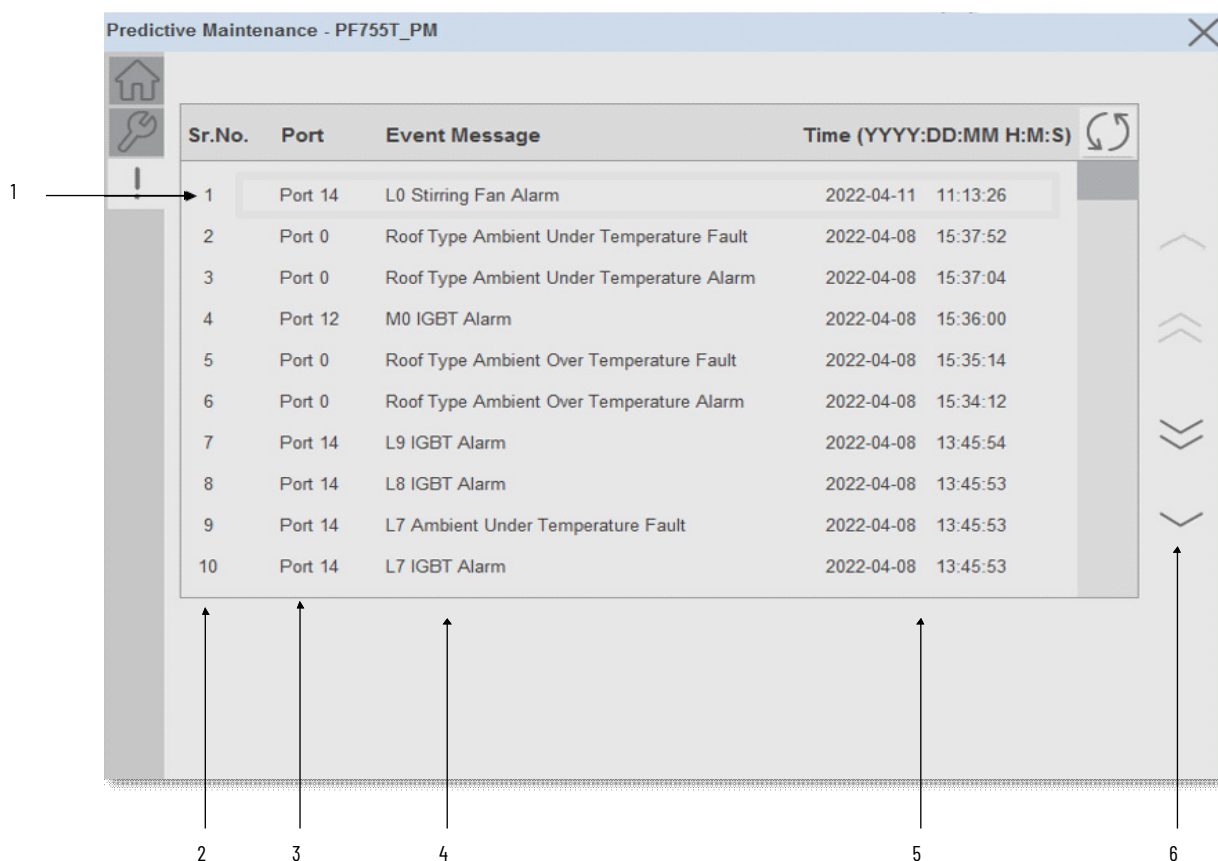 Predictive Maintenance - PF755T_PM
Sr.No. Port Event Message Time (YYYY:DD:MM H:M:S)
!
1
1 Port 14 L0 Stirring Fan Alarm 2022-04-11 11:13:26
2 Port 0 Roof Type Ambient Under Temperature Fault 2022-04-08 15:37:52
3 Port 0 Roof Type Ambient Under Temperature Alarm 2022-04-08 15:37:04
4 Port 12 M0 IGBT Alarm 2022-04-08 15:36:00
5 Port 0 Roof Type Ambient Over Temperature Fault 2022-04-08 15:35:14
6 Port 0 Roof Type Ambient Over Temperature Alarm 2022-04-08 15:34:12
7 Port 14 L9 IGBT Alarm 2022-04-08 13:45:54
8 Port 14 L8 IGBT Alarm 2022-04-08 13:45:53
9 Port 14 L7 Ambient Under Temperature Fault 2022-04-08 13:45:53
10 Port 14 L7 IGBT Alarm 2022-04-08 13:45:53
2 3 4 5 6